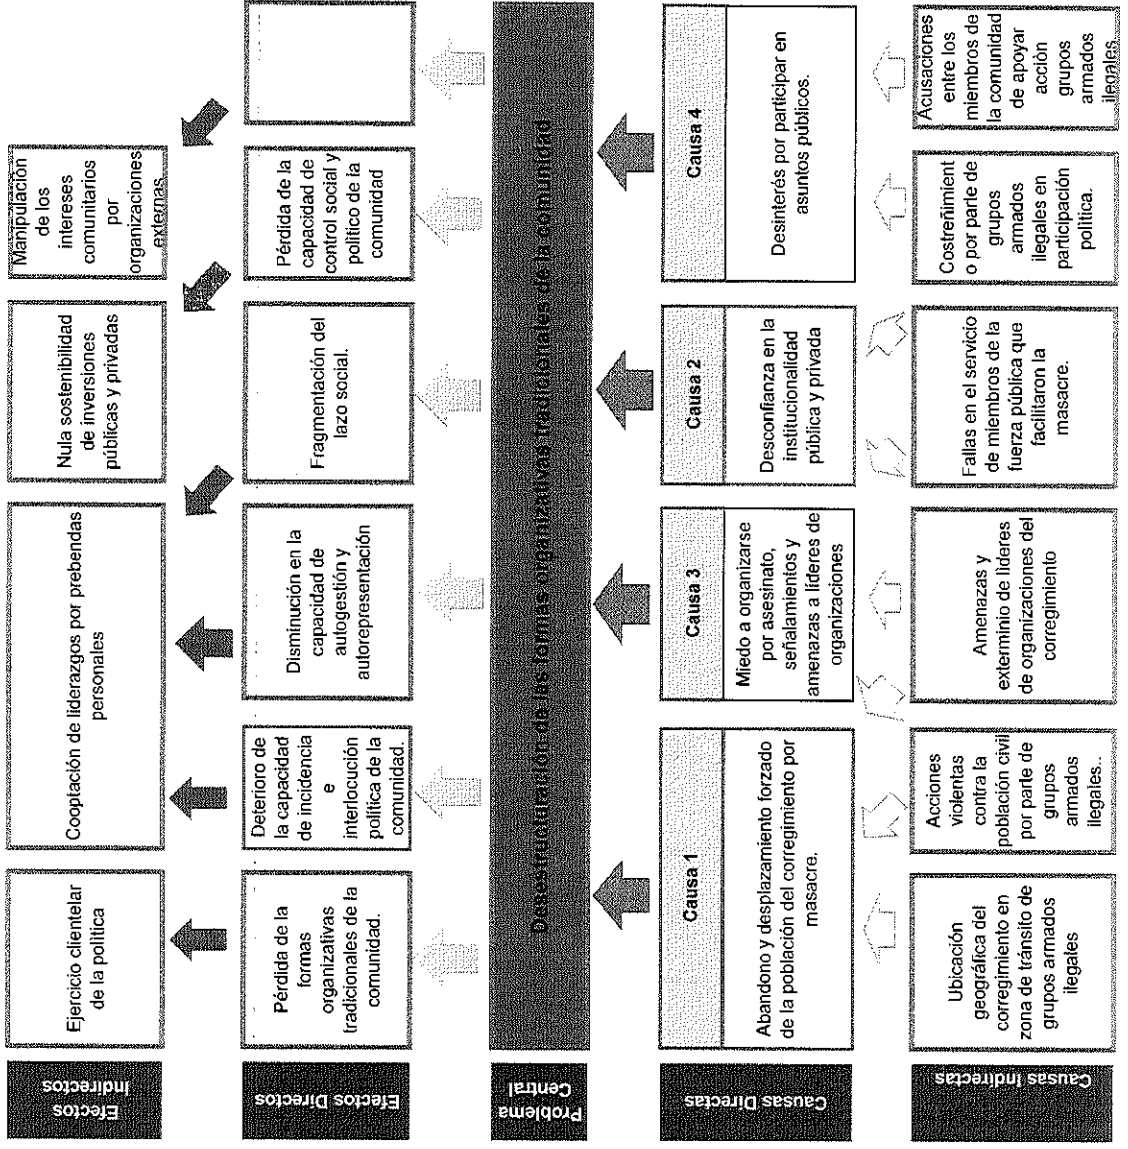 Efectos
Indirectos
Ejercicio clientelar
de la política
Cooptación de liderazgos por prebendas
personales
Nula sostenibilidad
de inversiones
públicas y privadas
Manipulación
de los
intereses
comunitarios
por
organizaciones
externas
Efectos Directos
Pérdida de la
formas
organizativas
tradicionales de la
comunidad.
Deterioro de
la capacidad
de incidencia
e
interlocución
política de la
comunidad.
Disminución en la
capacidad de
autogestión y
autorepresentación
Fragmentación del
lazo social.
Pérdida de la
capacidad de
control social y
político de la
comunidad
Problema
Central
Desestructuración de las formas organizativas tradicionales de la comunidad
Causas Directas
Causa 1
Abandono y desplazamiento forzado
de la población del corregimiento por
masacre.
Causa 3
Miedo a organizarse
por asesinato,
señalamientos y
amenazas a líderes de
organizaciones
Causa 2
Desconfianza en la
institucionalidad
pública y privada
Causa 4
Desinterés por participar en
asuntos públicos.
Causas Indirectas
Ubicación
geográfica del
corregimiento en
zona de tránsito de
grupos armados
ilegales
Acciones
violentas
contra la
población civil
por parte de
grupos
armados
ilegales..
Amenazas y
exterminio de líderes
de organizaciones del
corregimiento
Fallas en el servicio
de miembros de la
fuerza pública que
facilitaron la
masacre.
Costreñimient
o por parte de
grupos
armados
ilegales en
participación
política.
Acusaciones
entre los
miembros de
la comunidad
de apoyar
acción
grupos
armados
ilegales